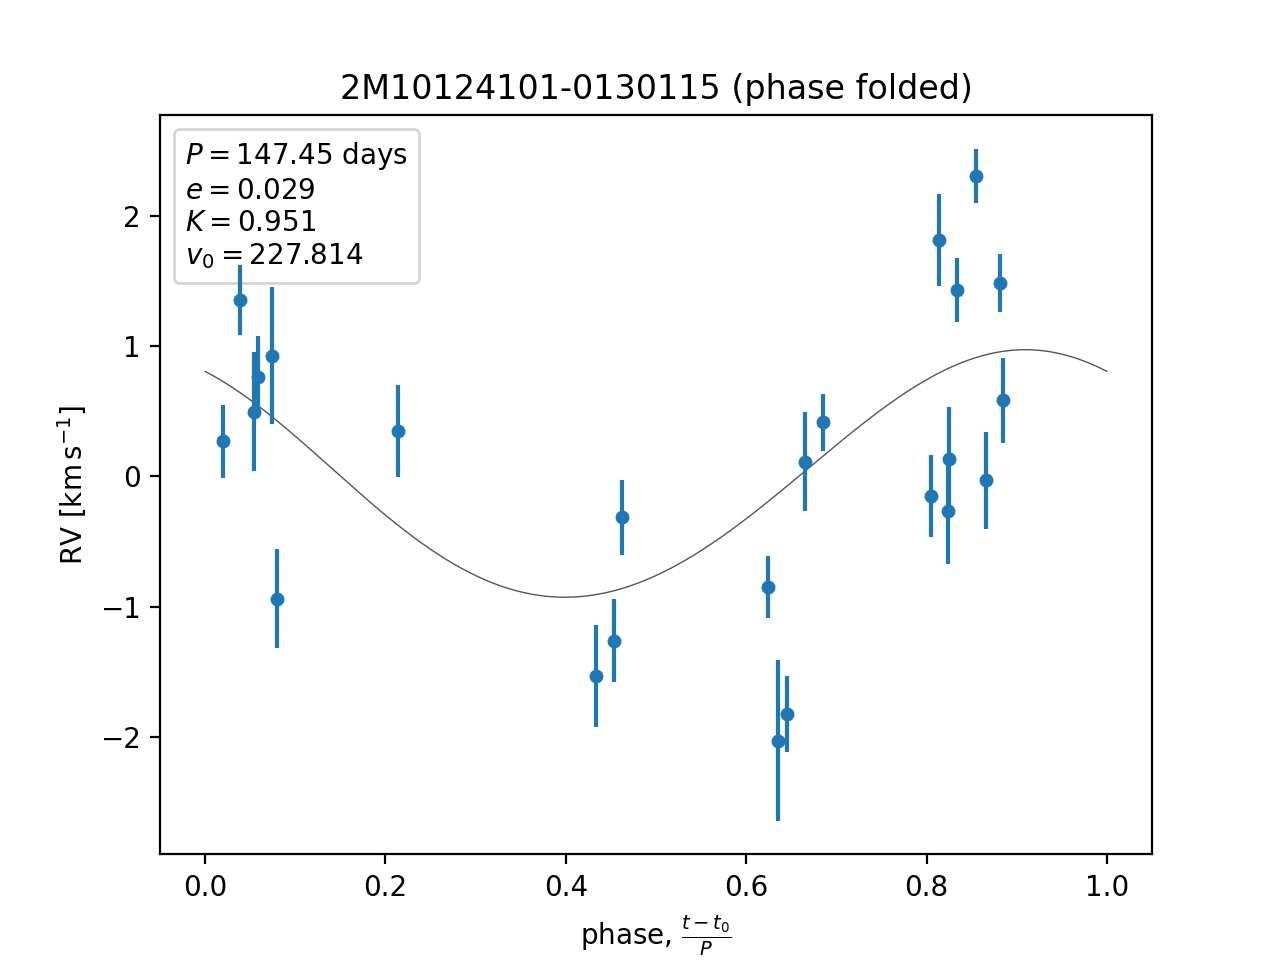 2M10124101-0130115 (phase folded)
P = 147.45 days
e = 0.029
K = 0.951
v₀ = 227.814
2
1
0
−1
−2
RV [km s⁻¹]
0.0 0.2 0.4 0.6 0.8 1.0
phase, (t − t₀)/P